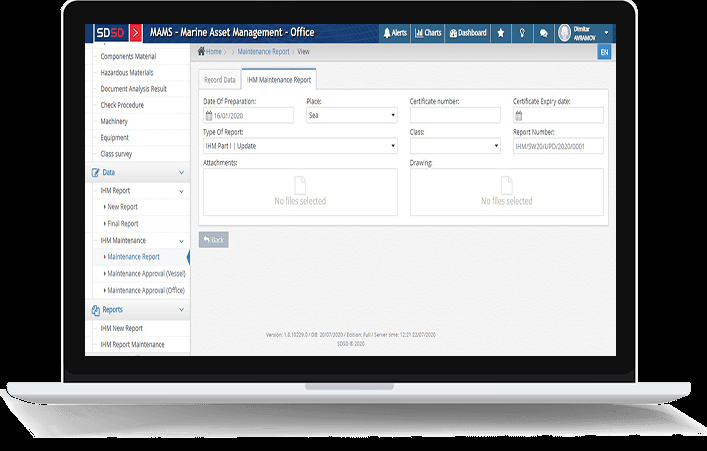 SDSD MAMS - Marine Asset Management - Office Alerts Charts Dashboard Dimitar AVRAMOV
Home > > Maintenance Report > View EN
Components Materials
Hazardous Materials
Document Analysis Result
Check Procedure
Machinery
Equipment
Class survey
Data
IHM Report
New Report
Final Report
IHM Maintenance
Maintenance Report
Maintenance Approval (Vessel)
Maintenance Approval (Office)
Reports
IHM New Report
IHM Report Maintenance
Record Data IHM Maintenance Report
Date Of Preparation: Place: Certificate number: Certificate Expiry date:
16/01/2020 Sea
Type Of Report: Class: Report Number:
IHM Part I | Update IHM/SW20/UPD/2020/0001
Attachments: Drawing:
No files selected No files selected
Back
Version: 1.0.10229.0 / DB: 20/07/2020 / Edition: Full / Server time: 12:21 22/07/2020
SDSD © 2020